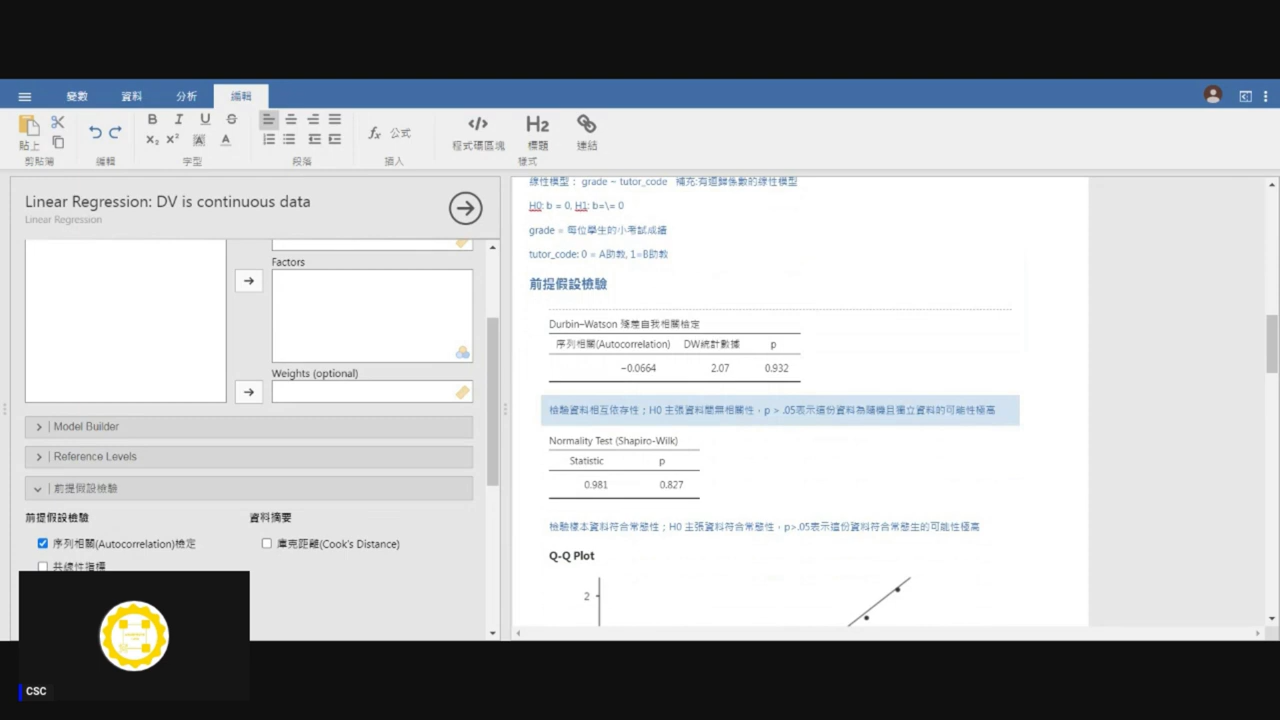 變數 資料 分析 編輯
貼上
剪貼簿 編輯 字型 段落 插入 樣式
B I U S
X₂ X² A A
fx 公式
</> H2
程式碼區塊 標題 連結
Linear Regression: DV is continuous data
Linear Regression
Factors
Weights (optional)
Model Builder
Reference Levels
前提假設檢驗
前提假設檢驗 資料摘要
序列相關(Autocorrelation)檢定 庫克距離(Cook's Distance)
共線性指標
CSC
線性模型： grade ~ tutor_code 補充:有迴歸係數的線性模型
H0: b = 0, H1: b=\= 0
grade = 每位學生的小考試成績
tutor_code: 0 = A助教, 1=B助教
前提假設檢驗
Durbin–Watson 殘差自我相關檢定
序列相關(Autocorrelation) DW統計數據 p
−0.0664 2.07 0.932
檢驗資料相互依存性；H0 主張資料間無相關性，p > .05表示這份資料為隨機且獨立資料的可能性極高
Normality Test (Shapiro-Wilk)
Statistic p
0.981 0.827
檢驗樣本資料符合常態性；H0 主張資料符合常態性，p>.05表示這份資料符合常態生的可能性極高
Q-Q Plot
2